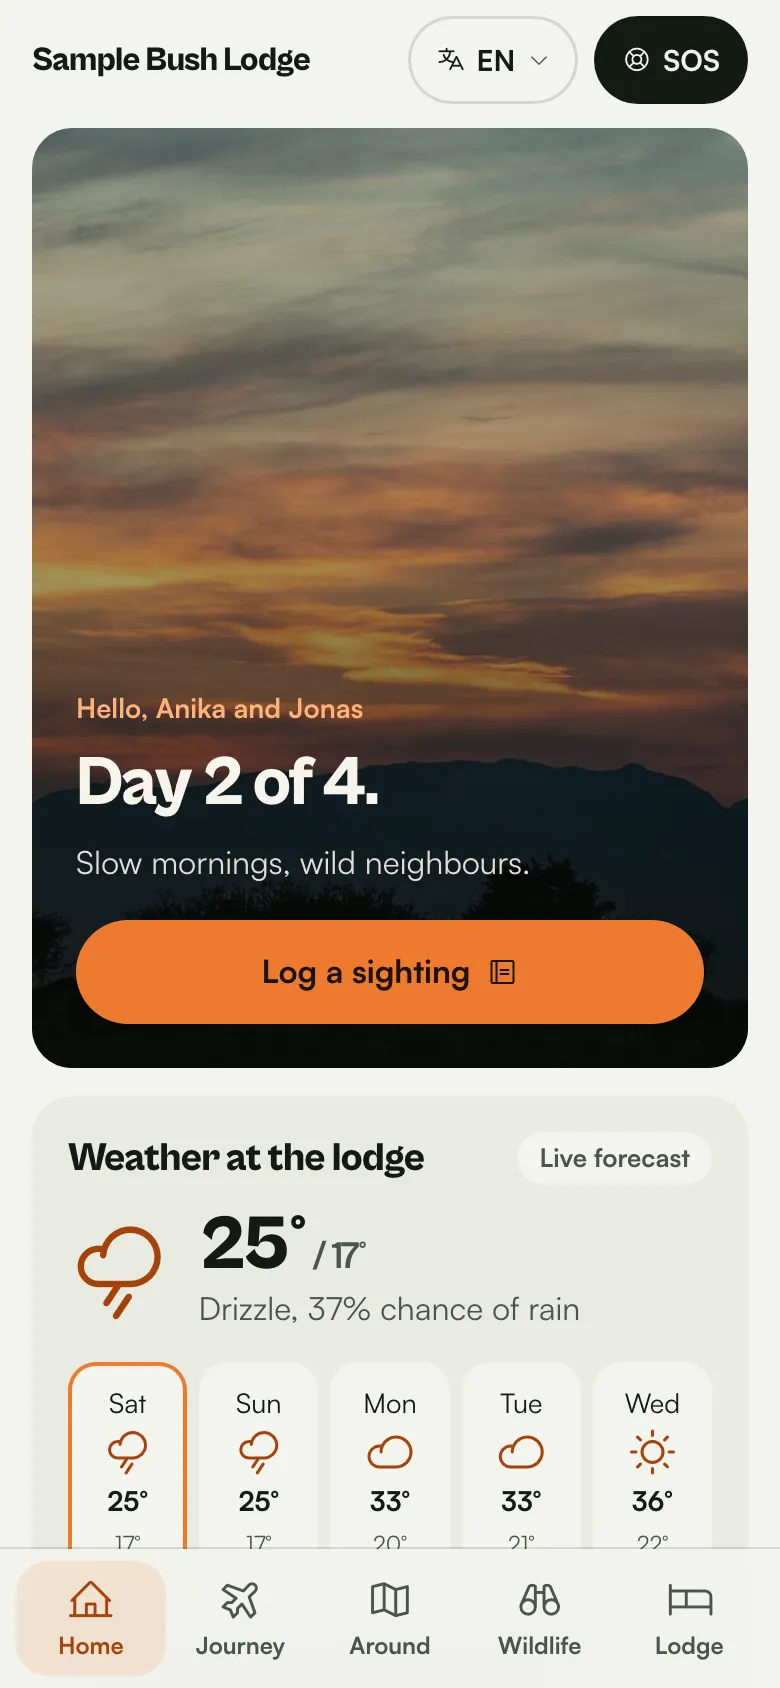 Sample Bush Lodge
EN
SOS
Hello, Anika and Jonas
Day 2 of 4.
Slow mornings, wild neighbours.
Log a sighting
Weather at the lodge
Live forecast
25° / 17°
Drizzle, 37% chance of rain
Sat Sun Mon Tue Wed
25° 25° 33° 33° 36°
17° 17° 20° 21° 22°
Home Journey Around Wildlife Lodge